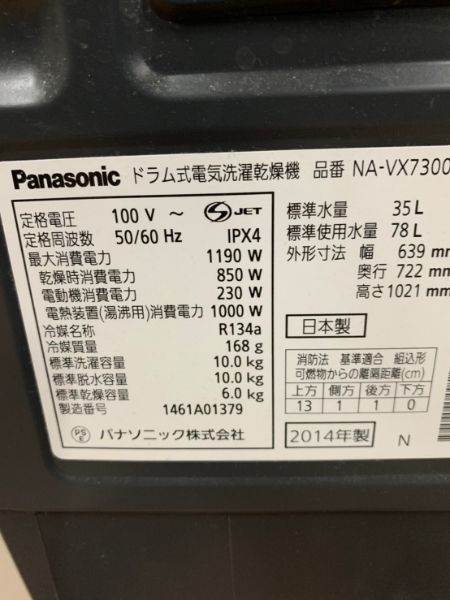 Panasonic ドラム式電気洗濯乾燥機 品番 NA-VX7300
定格電圧 100 V ～ S JET
定格周波数 50/60 Hz IPX4
最大消費電力 1190 W
乾燥時消費電力 850 W
電動機消費電力 230 W
電熱装置(湯沸用)消費電力 1000 W
冷媒名称 R134a
冷媒質量 168 g
標準洗濯容量 10.0 kg
標準脱水容量 10.0 kg
標準乾燥容量 6.0 kg
製造番号 1461A01379
PS E パナソニック株式会社
標準水量 35 L
標準使用水量 78 L
外形寸法 幅 639 mm
奥行 722 mm
高さ 1021 mm
日本製
消防法 基準適合 組込形
可燃物からの離隔距離(cm)
上方 側方 後方 下方
13 1 1 0
2014年製 N